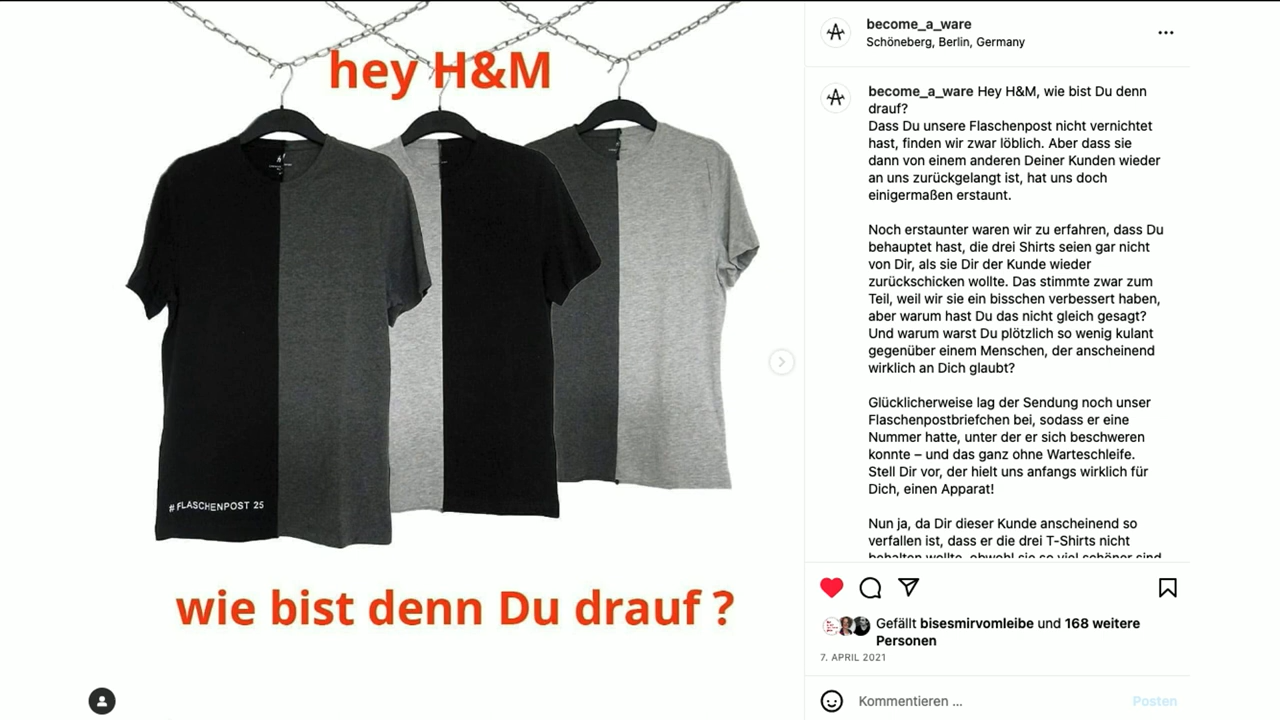 hey H&M
# FLASCHENPOST 25
wie bist denn Du drauf ?
become_a_ware
Schöneberg, Berlin, Germany
become_a_ware Hey H&M, wie bist Du denn
drauf?
Dass Du unsere Flaschenpost nicht vernichtet
hast, finden wir zwar löblich. Aber dass sie
dann von einem anderen Deiner Kunden wieder
an uns zurückgelangt ist, hat uns doch
einigermaßen erstaunt.
Noch erstaunter waren wir zu erfahren, dass Du
behauptet hast, die drei Shirts seien gar nicht
von Dir, als sie Dir der Kunde wieder
zurückschicken wollte. Das stimmte zwar zum
Teil, weil wir sie ein bisschen verbessert haben,
aber warum hast Du das nicht gleich gesagt?
Und warum warst Du plötzlich so wenig kulant
gegenüber einem Menschen, der anscheinend
wirklich an Dich glaubt?
Glücklicherweise lag der Sendung noch unser
Flaschenpostbriefchen bei, sodass er eine
Nummer hatte, unter der er sich beschweren
konnte – und das ganz ohne Warteschleife.
Stell Dir vor, der hielt uns anfangs wirklich für
Dich, einen Apparat!
Nun ja, da Dir dieser Kunde anscheinend so
verfallen ist, dass er die drei T-Shirts nicht
behalten wollte, obwohl sie so viel schöner sind
Gefällt bisesmirvomleibe und 168 weitere
Personen
7. APRIL 2021
Kommentieren ...
Posten